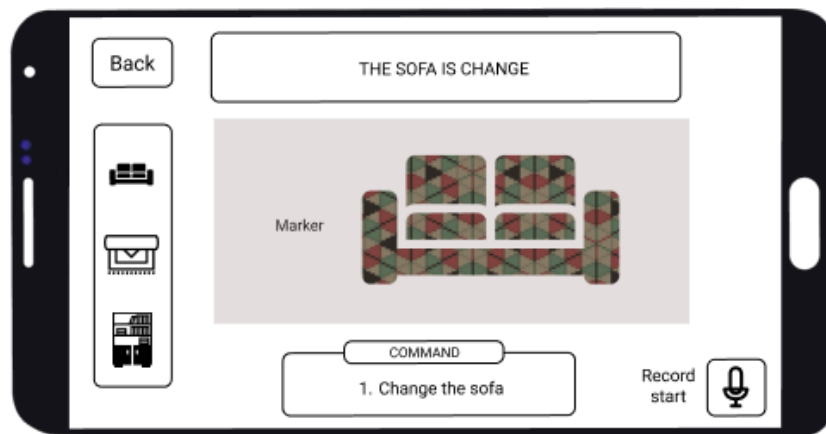 Back
THE SOFA IS CHANGE
Marker
COMMAND
1. Change the sofa
Record
start